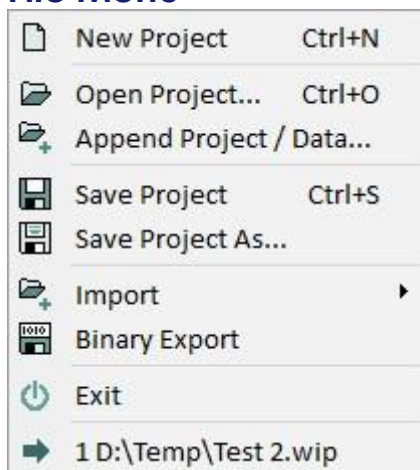 File Menu
New Project Ctrl+N
Open Project... Ctrl+O
Append Project / Data...
Save Project Ctrl+S
Save Project As...
Import
Binary Export
Exit
1 D:\Temp\Test 2.wip